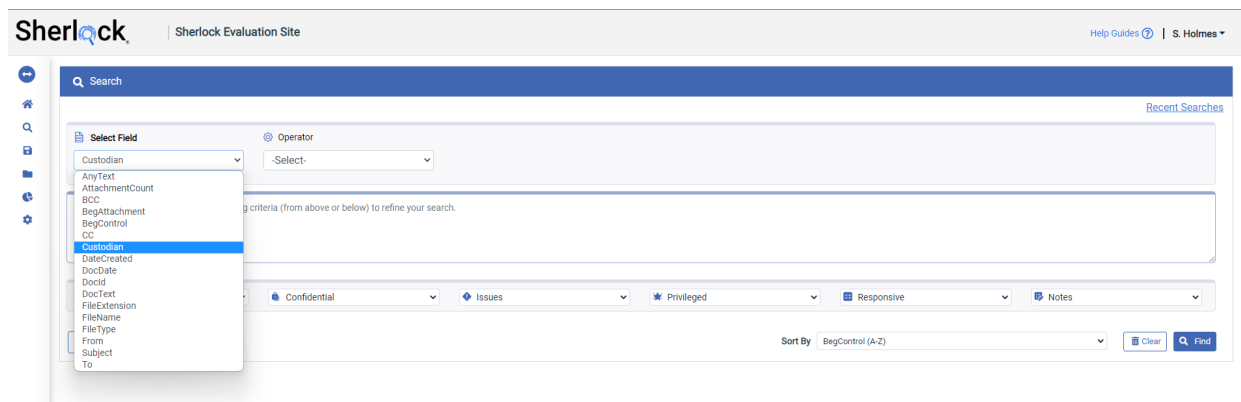 Sherlock
Sherlock Evaluation Site
Help Guides ? | S. Holmes
Search
Recent Searches
Select Field
Operator
Custodian
-Select-
AnyText
AttachmentCount
BCC
BegAttachment
BegControl
CC
Custodian
DateCreated
DocDate
DocId
DocText
FileExtension
FileName
FileType
From
Subject
To
g criteria (from above or below) to refine your search.
Confidential
Issues
Privileged
Responsive
Notes
Sort By
BegControl (A-Z)
Clear
Find